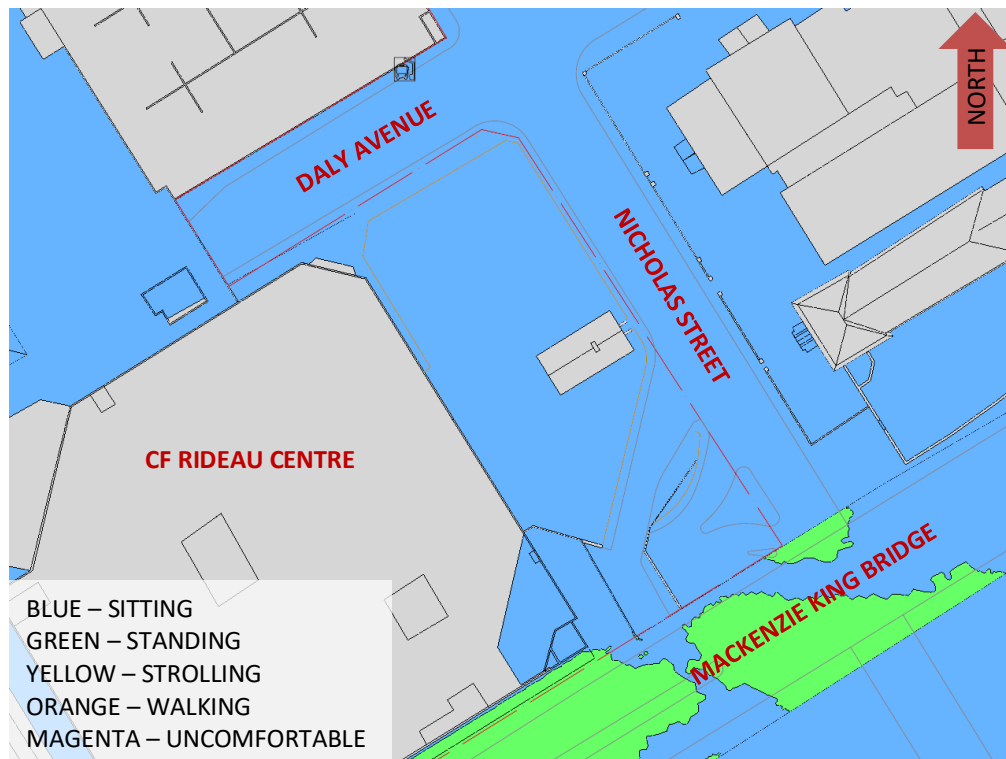 NORTH
DALY AVENUE
NICHOLAS STREET
CF RIDEAU CENTRE
MACKENZIE KING BRIDGE
BLUE – SITTING
GREEN – STANDING
YELLOW – STROLLING
ORANGE – WALKING
MAGENTA – UNCOMFORTABLE